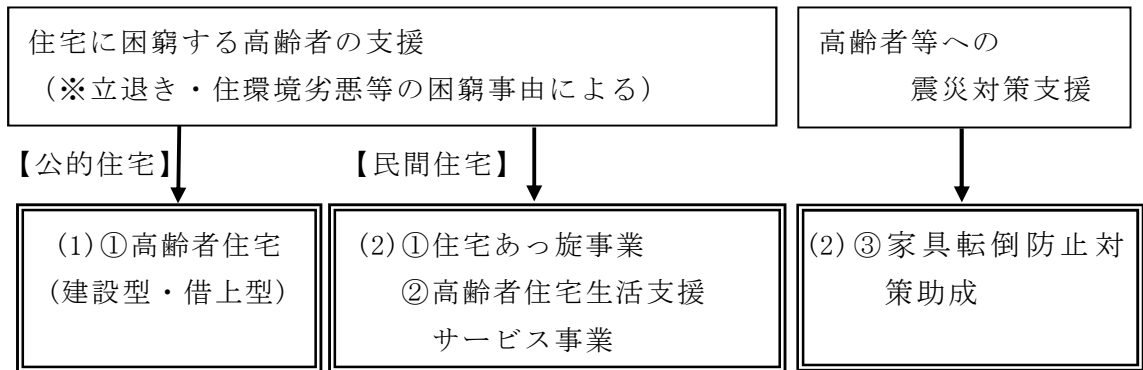 住宅に困窮する高齢者の支援
（※立退き・住環境劣悪等の困窮事由による）
高齢者等への
震災対策支援
【公的住宅】
【民間住宅】
(1)①高齢者住宅
(建設型・借上型)
(2)①住宅あっ旋事業
②高齢者住宅生活支援
サービス事業
(2)③家具転倒防止対
策助成